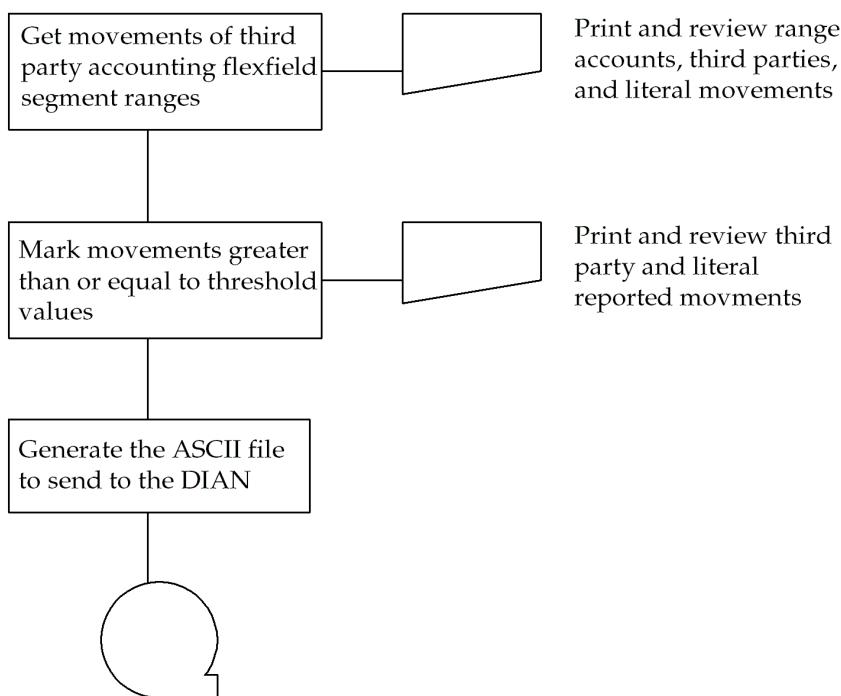 Get movements of third
party accounting flexfield
segment ranges
Print and review range
accounts, third parties,
and literal movements
Mark movements greater
than or equal to threshold
values
Print and review third
party and literal
reported movments
Generate the ASCII file
to send to the DIAN